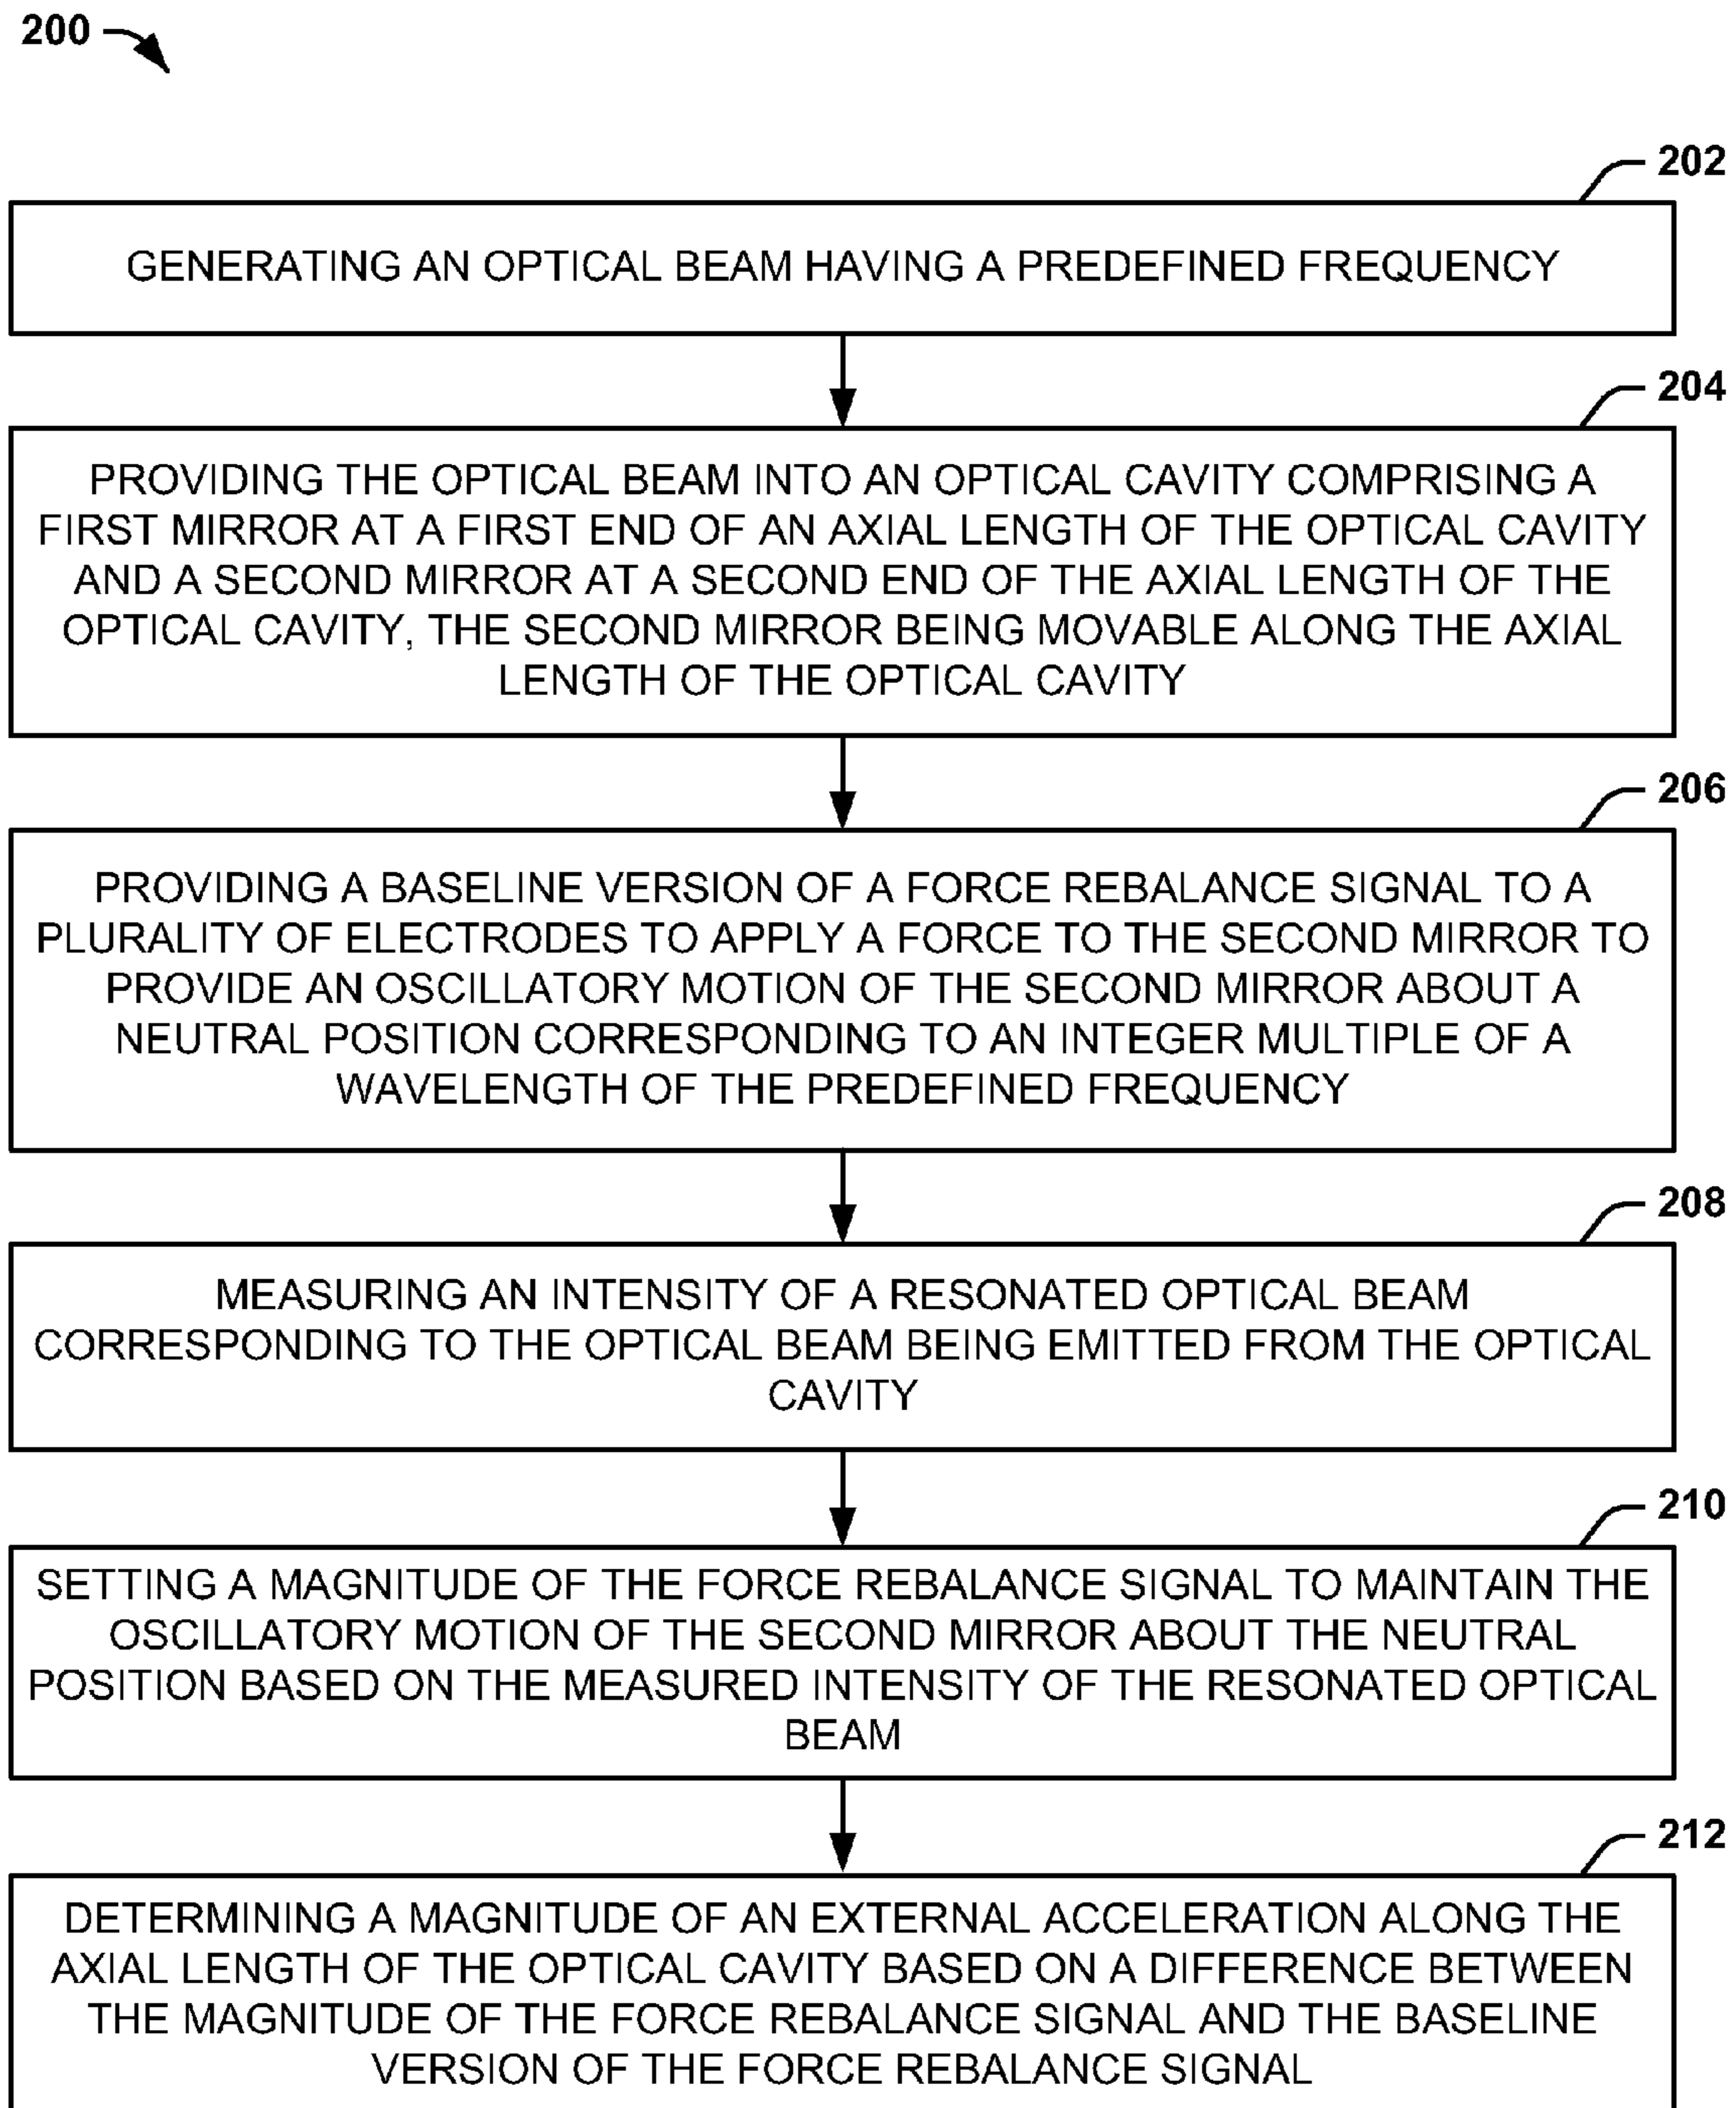 200
202
GENERATING AN OPTICAL BEAM HAVING A PREDEFINED FREQUENCY
204
PROVIDING THE OPTICAL BEAM INTO AN OPTICAL CAVITY COMPRISING A
FIRST MIRROR AT A FIRST END OF AN AXIAL LENGTH OF THE OPTICAL CAVITY
AND A SECOND MIRROR AT A SECOND END OF THE AXIAL LENGTH OF THE
OPTICAL CAVITY, THE SECOND MIRROR BEING MOVABLE ALONG THE AXIAL
LENGTH OF THE OPTICAL CAVITY
206
PROVIDING A BASELINE VERSION OF A FORCE REBALANCE SIGNAL TO A
PLURALITY OF ELECTRODES TO APPLY A FORCE TO THE SECOND MIRROR TO
PROVIDE AN OSCILLATORY MOTION OF THE SECOND MIRROR ABOUT A
NEUTRAL POSITION CORRESPONDING TO AN INTEGER MULTIPLE OF A
WAVELENGTH OF THE PREDEFINED FREQUENCY
208
MEASURING AN INTENSITY OF A RESONATED OPTICAL BEAM
CORRESPONDING TO THE OPTICAL BEAM BEING EMITTED FROM THE OPTICAL
CAVITY
210
SETTING A MAGNITUDE OF THE FORCE REBALANCE SIGNAL TO MAINTAIN THE
OSCILLATORY MOTION OF THE SECOND MIRROR ABOUT THE NEUTRAL
POSITION BASED ON THE MEASURED INTENSITY OF THE RESONATED OPTICAL
BEAM
212
DETERMINING A MAGNITUDE OF AN EXTERNAL ACCELERATION ALONG THE
AXIAL LENGTH OF THE OPTICAL CAVITY BASED ON A DIFFERENCE BETWEEN
THE MAGNITUDE OF THE FORCE REBALANCE SIGNAL AND THE BASELINE
VERSION OF THE FORCE REBALANCE SIGNAL